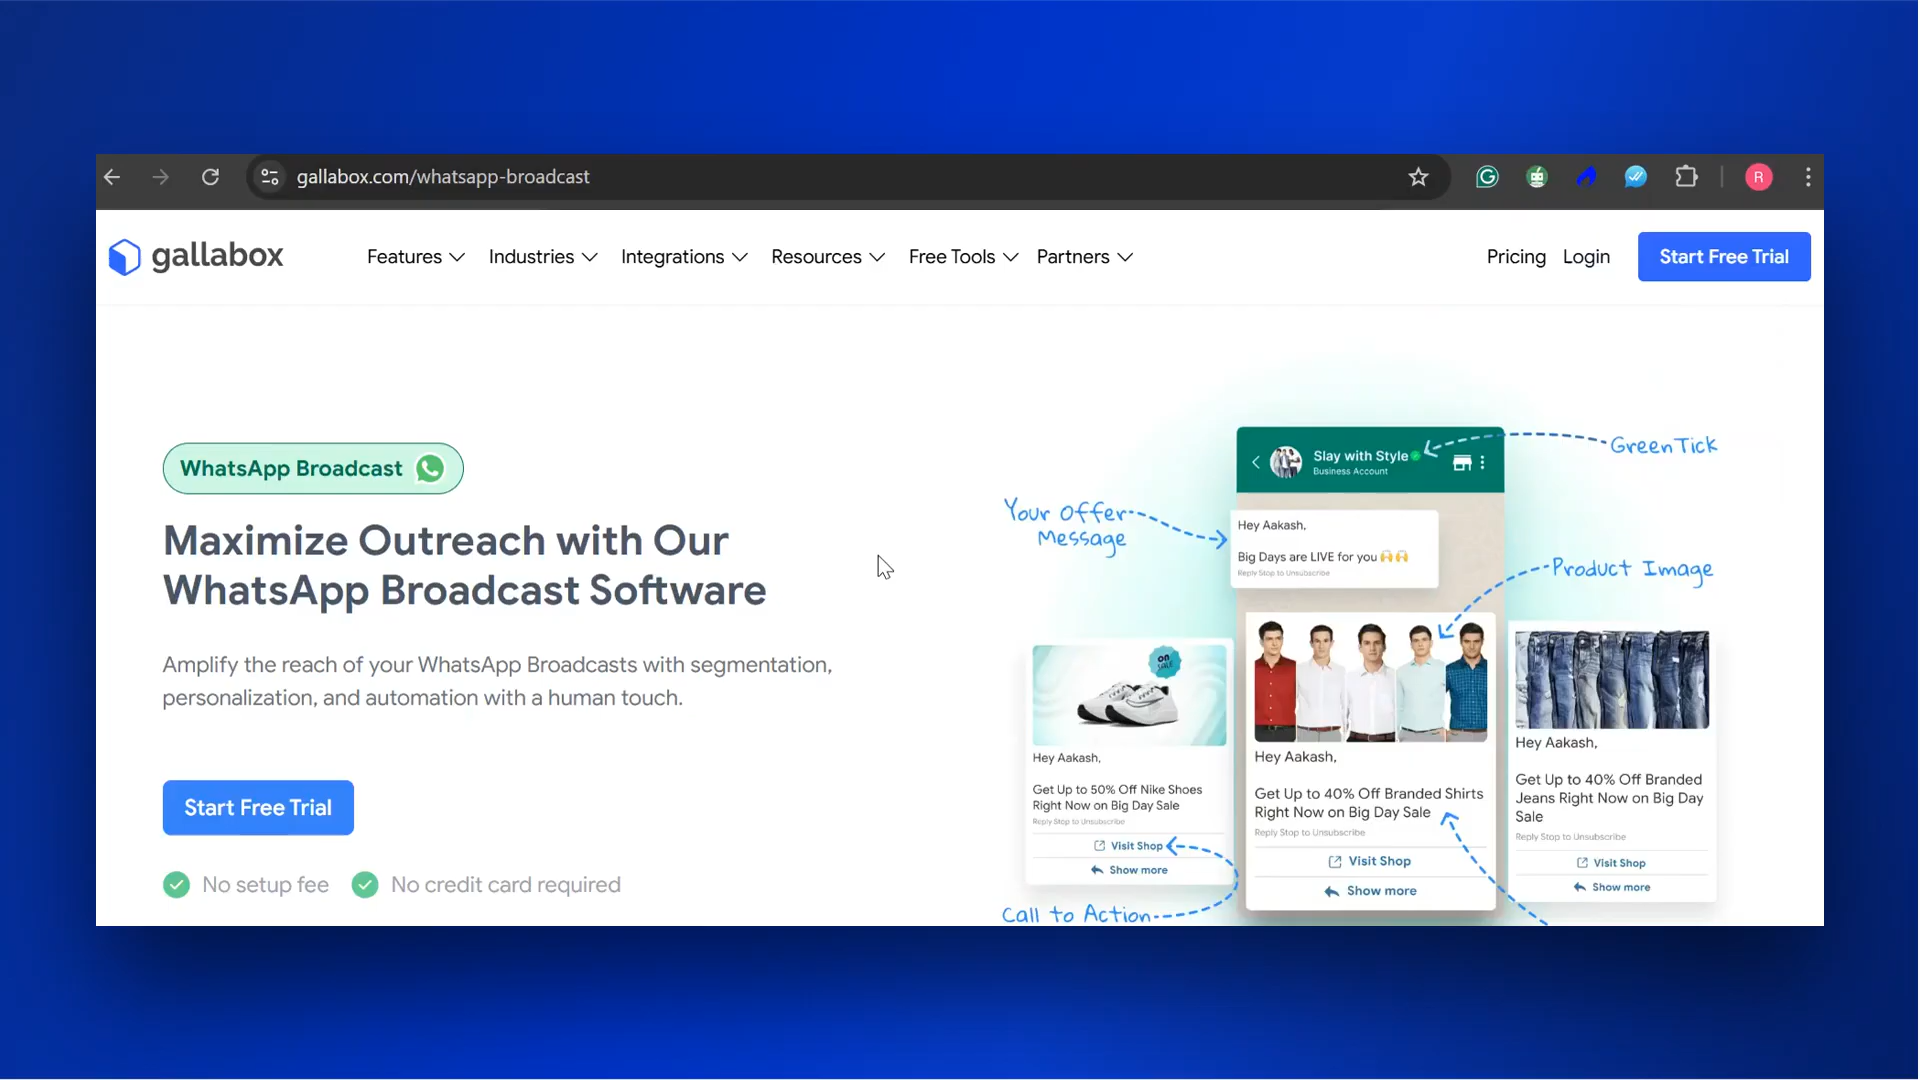 gallabox.com/whatsapp-broadcast
R
gallabox
Features
Industries
Integrations
Resources
Free Tools
Partners
Pricing
Login
Start Free Trial
WhatsApp Broadcast
Maximize Outreach with Our
WhatsApp Broadcast Software
Amplify the reach of your WhatsApp Broadcasts with segmentation,
personalization, and automation with a human touch.
Start Free Trial
No setup fee
No credit card required
Slay with Style
Business Account
Green Tick
Your Offer
Message
Hey Aakash,
Big Days are LIVE for you 🙌🙌
Reply Stop to Unsubscribe
Product Image
ON
SALE
Hey Aakash,
Get Up to 50% Off Nike Shoes
Right Now on Big Day Sale
Reply Stop to Unsubscribe
Visit Shop
Show more
Call to Action
Hey Aakash,
Get Up to 40% Off Branded Shirts
Right Now on Big Day Sale
Reply Stop to Unsubscribe
Visit Shop
Show more
Hey Aakash,
Get Up to 40% Off Branded
Jeans Right Now on Big Day
Sale
Reply Stop to Unsubscribe
Visit Shop
Show more